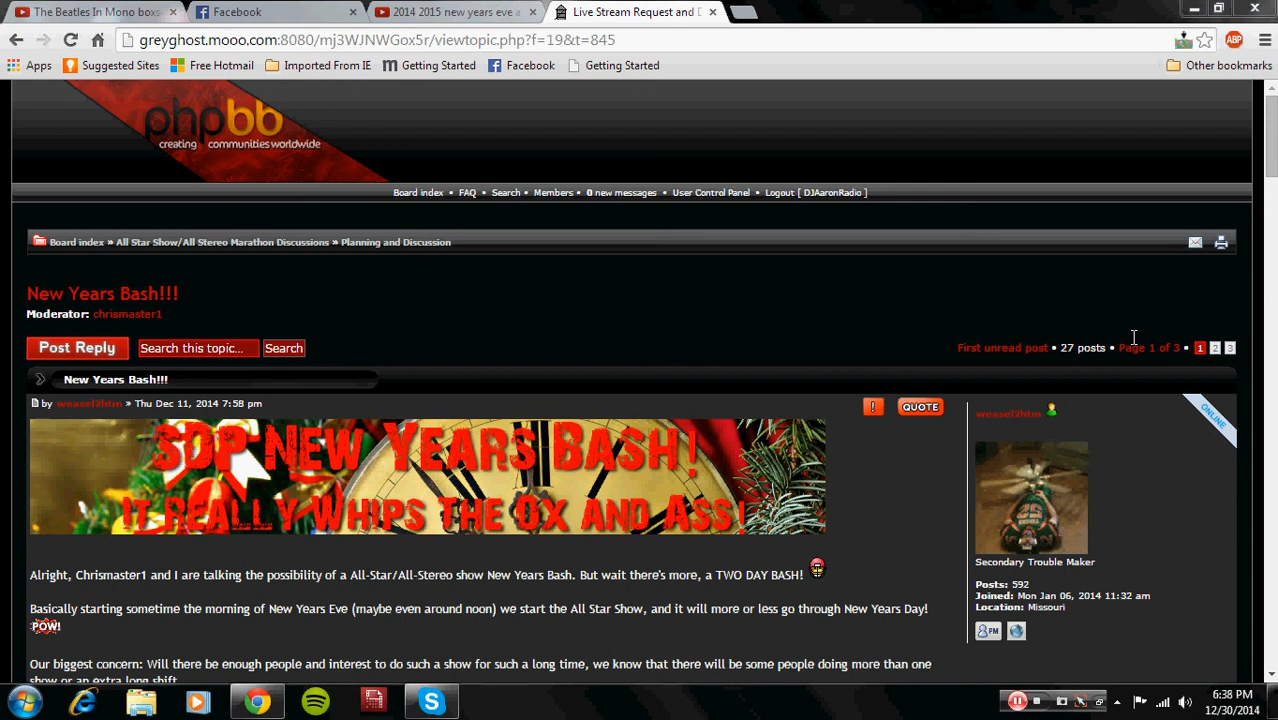 The Beatles In Mono boxs
Facebook
2014 2015 new years eve a
Live Stream Request and D
greyghost.mooo.com:8080/mj3WJNWGox5r/viewtopic.php?f=19&t=845
ABP
Apps
Suggested Sites
Free Hotmail
Imported From IE
Getting Started
Facebook
Getting Started
Other bookmarks
phpbb
creating communities worldwide
Board index • FAQ • Search • Members • 0 new messages • User Control Panel • Logout [ DJAaronRadio ]
Board index » All Star Show/All Stereo Marathon Discussions » Planning and Discussion
New Years Bash!!!
Moderator: chrismaster1
Post Reply
Search this topic...
Search
First unread post • 27 posts • Page 1 of 3 • 1 2 3
New Years Bash!!!
by weasel2htm » Thu Dec 11, 2014 7:58 pm
!
QUOTE
weasel2htm
ONLINE
SDP New Years Bash!
It Really Whips The Ox and Ass!
Secondary Trouble Maker
Posts: 592
Joined: Mon Jan 06, 2014 11:32 am
Location: Missouri
PM
Alright, Chrismaster1 and I are talking the possibility of a All-Star/All-Stereo show New Years Bash. But wait there's more, a TWO DAY BASH!
Basically starting sometime the morning of New Years Eve (maybe even around noon) we start the All Star Show, and it will more or less go through New Years Day!
POW!
Our biggest concern: Will there be enough people and interest to do such a show for such a long time, we know that there will be some people doing more than one
show or an extra long shift.
6:38 PM
12/30/2014